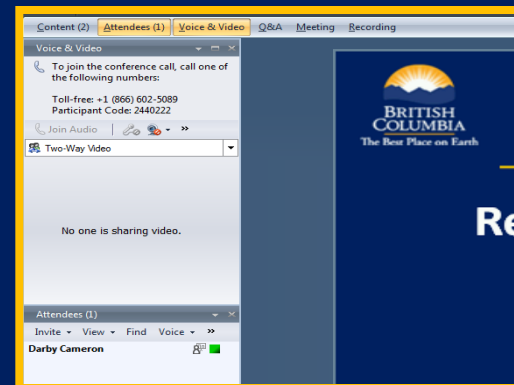 Content (2) Attendees (1) Voice & Video Q&A Meeting Recording
Voice & Video
To join the conference call, call one of
the following numbers:
Toll-free: +1 (866) 602-5089
Participant Code: 2440222
Join Audio
Two-Way Video
No one is sharing video.
Attendees (1)
Invite View Find Voice
Darby Cameron
BRITISH
COLUMBIA
The Best Place on Earth
Re